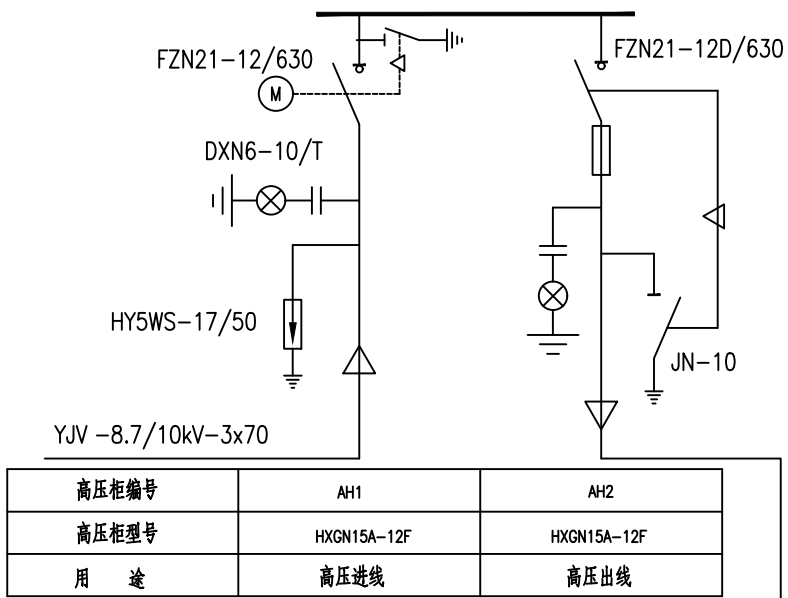 FZN21-12/630
FZN21-12D/630
M
DXN6-10/T
HY5WS-17/50
JN-10
YJV -8.7/10kV-3x70
高压柜编号 AH1 AH2
高压柜型号 HXGN15A-12F HXGN15A-12F
用 途 高压进线 高压出线